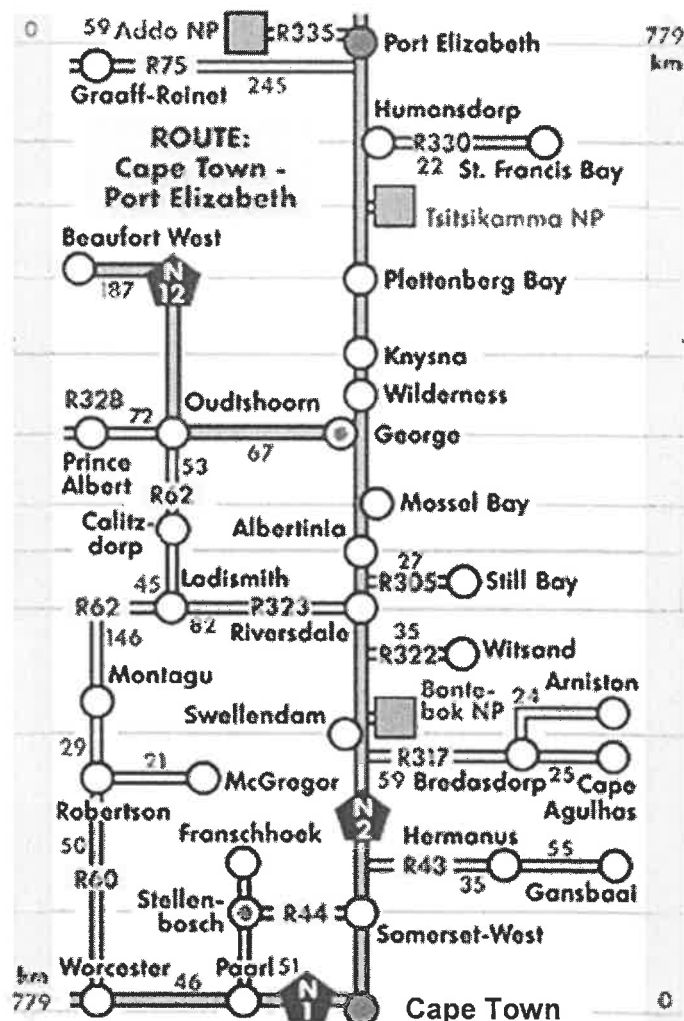 0
59 Addo NP
R335
Port Elizabeth
779
km
R75
Graaff-Reinet
245
Humansdorp
ROUTE:
Cape Town -
Port Elizabeth
R330
22
St. Francis Bay
Tsitsikamma NP
Beaufort West
187
N
12
Plettenberg Bay
Knysna
Wilderness
R328
72
Oudtshoorn
George
67
Prince
Albert
53
R62
Mossel Bay
Calitz-
dorp
Albertinia
27
R305
Still Bay
45
Ladismith
R62
R323
82
Riversdale
146
35
R322
Witsand
Montagu
Bonte-
bok NP
24
Arniston
Swellendam
29
21
R317
59
Bredasdorp
25
Cape
Agulhas
McGregor
Robertson
N
2
50
Franschhoek
Hermanus
R43
35
55
Gansbaai
R60
Stellen-
bosch
R44
Somerset-West
km
779
Worcester
46
Paarl
51
N
1
Cape Town
0